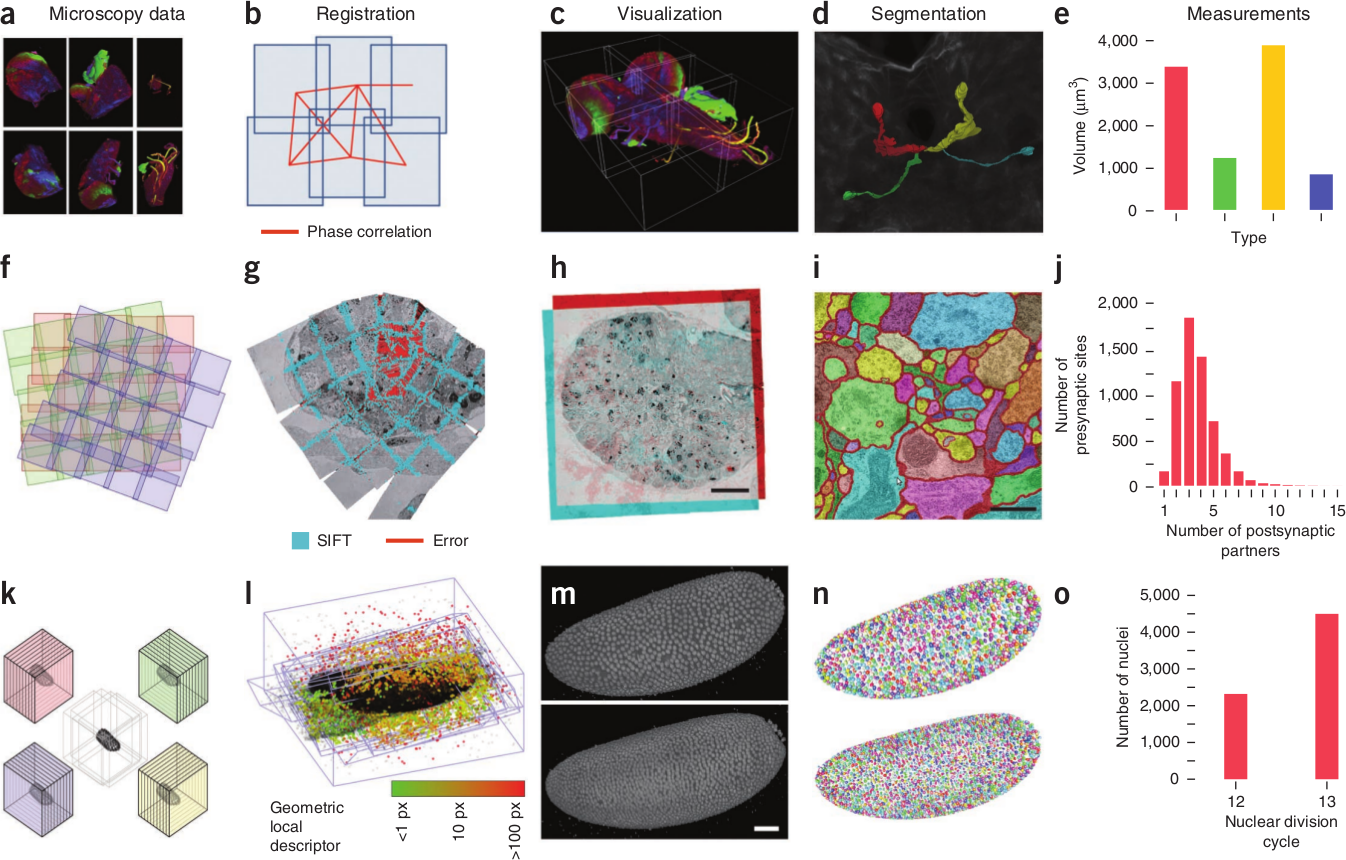 a Microscopy data
b Registration
c Visualization
d Segmentation
e Measurements
Phase correlation
4,000
3,000
2,000
1,000
0
Volume (μm³)
Type
f
g
h
i
j
SIFT
Error
2,000
1,500
1,000
500
0
Number of
presynaptic sites
1 5 10 15
Number of postsynaptic
partners
k
l
m
n
o
Geometric
local
descriptor
<1 px
10 px
>100 px
5,000
4,000
3,000
2,000
1,000
0
Number of nuclei
12 13
Nuclear division
cycle